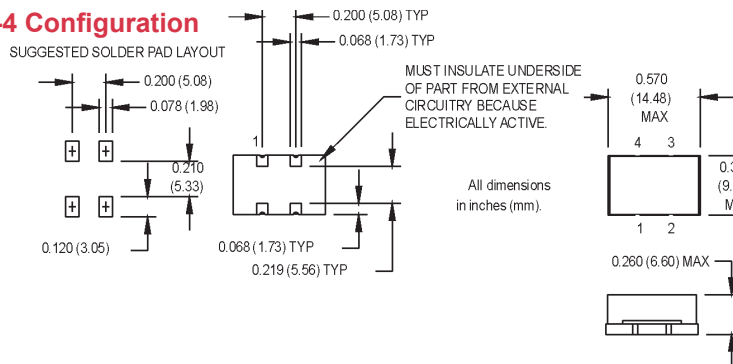 -4 Configuration
SUGGESTED SOLDER PAD LAYOUT
0.200 (5.08)
0.078 (1.98)
0.210
(5.33)
0.120 (3.05)
0.200 (5.08) TYP
0.068 (1.73) TYP
1
MUST INSULATE UNDERSIDE
OF PART FROM EXTERNAL
CIRCUITRY BECAUSE
ELECTRICALLY ACTIVE.
0.068 (1.73) TYP
0.219 (5.56) TYP
All dimensions
in inches (mm).
0.570
(14.48)
MAX
4 3
1 2
0.260 (6.60) MAX